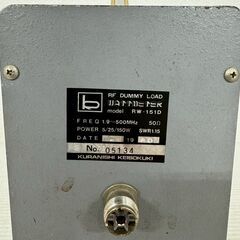 RF DUMMY LOAD
WATTMETER
model RW-151D
FREQ 1.9~500MHz 50Ω
POWER 5/25/150W SWR1.15
DATE 19
No. 05134
KURANISHI KEISOKUKI